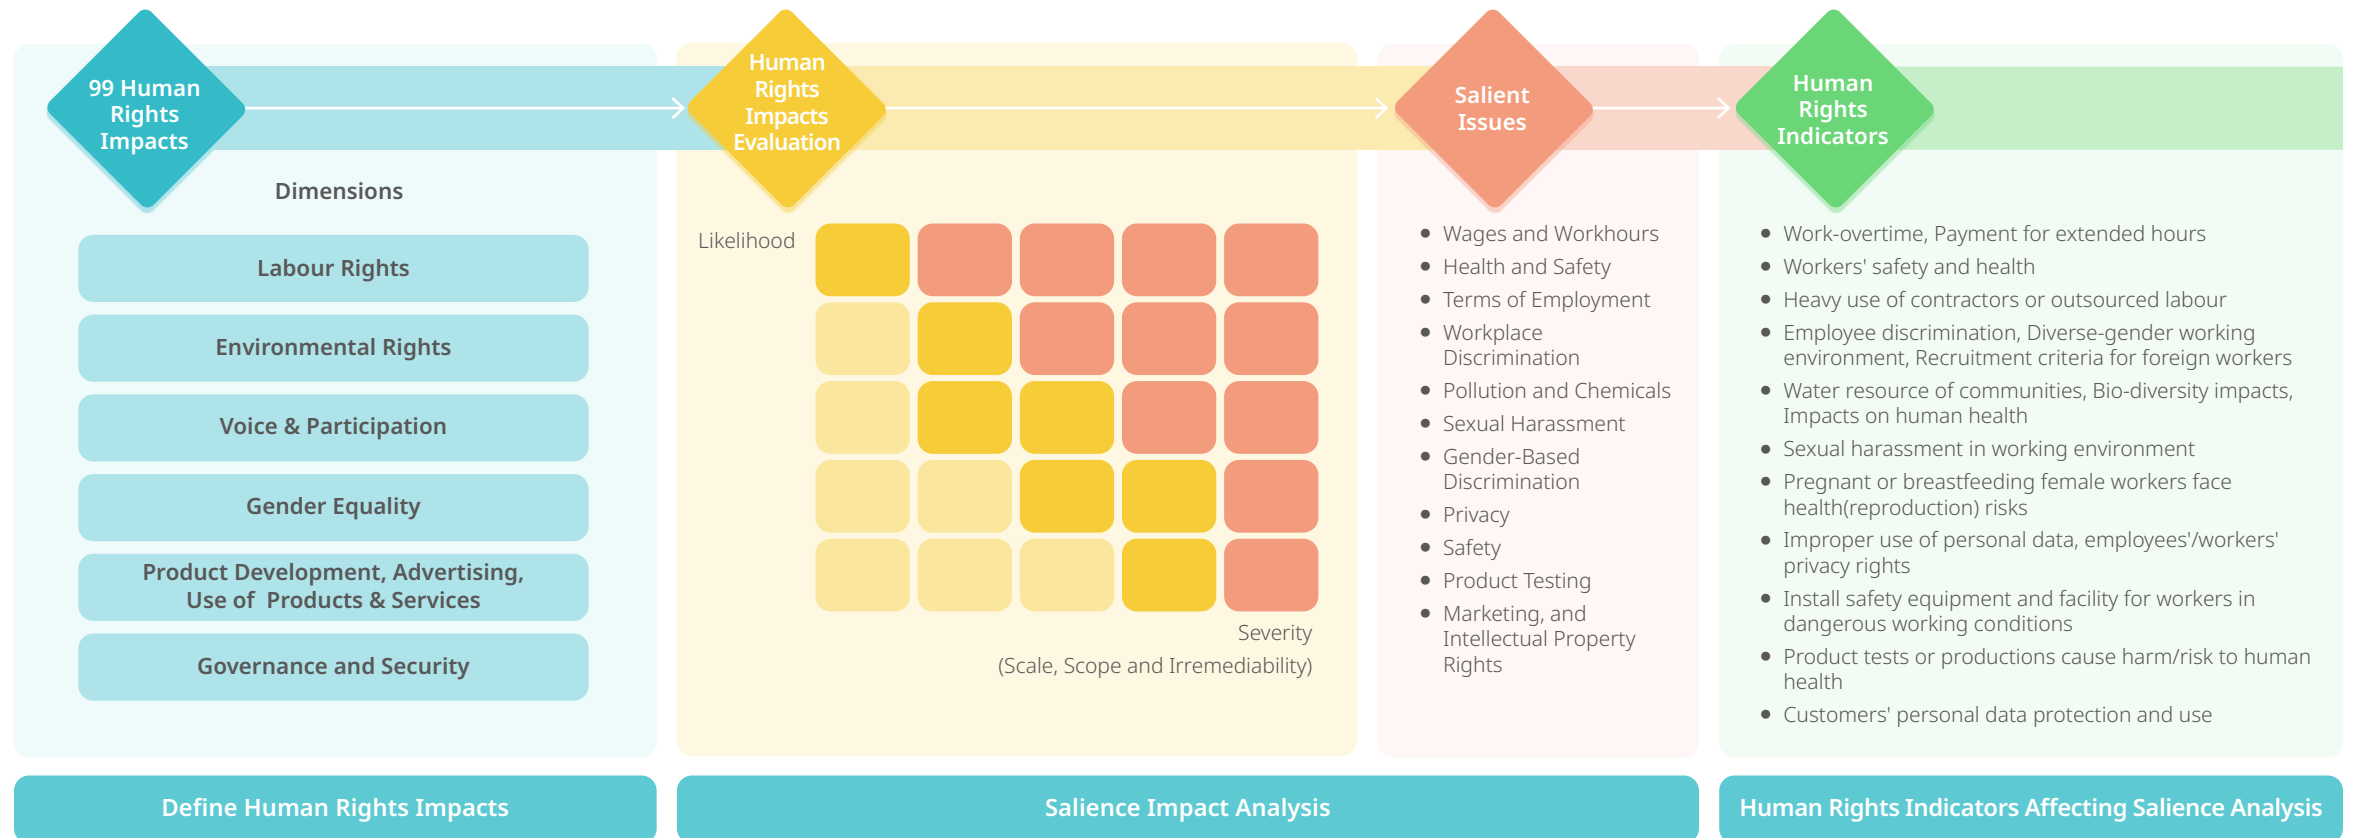 99 Human
Rights
Impacts
Dimensions
Labour Rights
Environmental Rights
Voice & Participation
Gender Equality
Product Development, Advertising,
Use of  Products & Services
Governance and Security
Define Human Rights Impacts
Human
Rights
Impacts
Evaluation
Likelihood
Severity
(Scale, Scope and Irremediability)
Salient
Issues
• Wages and Workhours
• Health and Safety
• Terms of Employment
• Workplace
Discrimination
• Pollution and Chemicals
• Sexual Harassment
• Gender-Based
Discrimination
• Privacy
• Safety
• Product Testing
• Marketing, and
Intellectual Property
Rights
Salience Impact Analysis
Human
Rights
Indicators
• Work-overtime, Payment for extended hours
• Workers' safety and health
• Heavy use of contractors or outsourced labour
• Employee discrimination, Diverse-gender working
environment, Recruitment criteria for foreign workers
• Water resource of communities, Bio-diversity impacts,
Impacts on human health
• Sexual harassment in working environment
• Pregnant or breastfeeding female workers face
health(reproduction) risks
• Improper use of personal data, employees'/workers'
privacy rights
• Install safety equipment and facility for workers in
dangerous working conditions
• Product tests or productions cause harm/risk to human
health
• Customers' personal data protection and use
Human Rights Indicators Affecting Salience Analysis